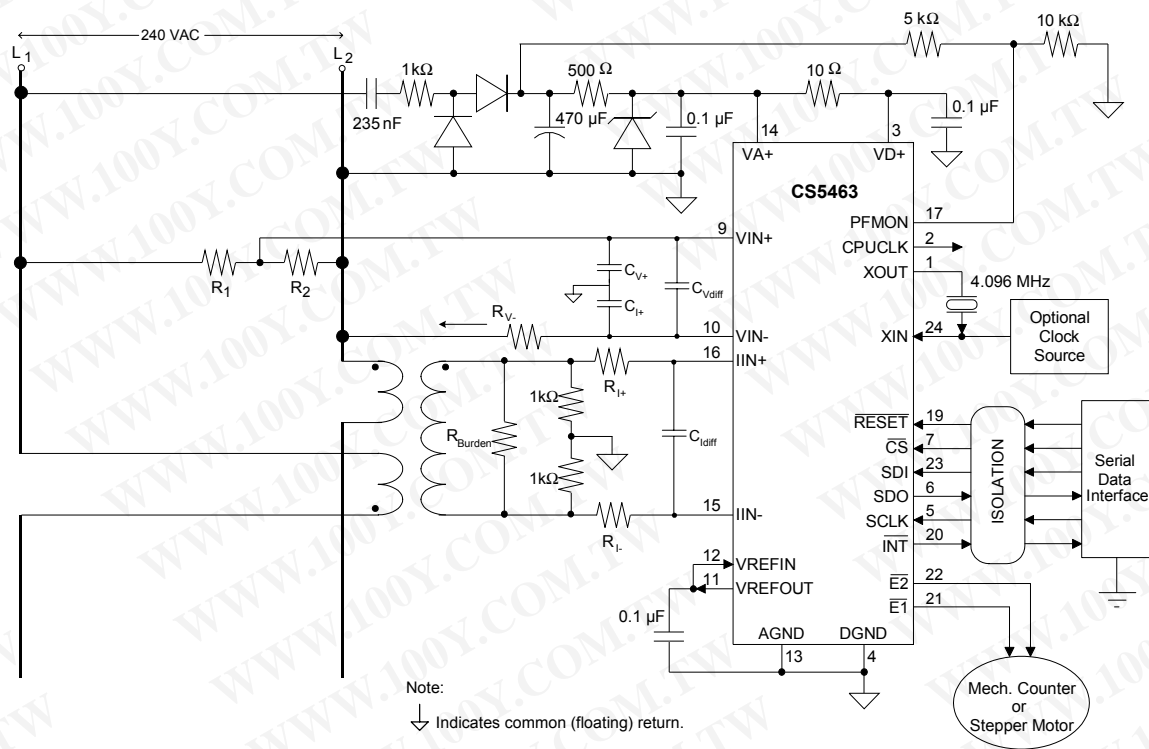 240 VAC
L1
L2
5 kΩ
10 kΩ
1kΩ
500 Ω
10 Ω
235 nF
470 µF
0.1 µF
0.1 µF
14
3
VA+
VD+
CS5463
PFMON
17
CPUCLK
2
XOUT
1
4.096 MHz
9
VIN+
R1
R2
CV+
CI+
CVdiff
RV-
10
VIN-
XIN
24
Optional
Clock
Source
16
IIN+
RI+
1kΩ
RBurden
1kΩ
CIdiff
RI-
15
IIN-
RESET
19
CS
7
SDI
23
SDO
6
SCLK
5
INT
20
ISOLATION
Serial
Data
Interface
12
VREFIN
11
VREFOUT
0.1 µF
E2
22
E1
21
AGND
DGND
13
4
Mech. Counter
or
Stepper Motor
Note:
Indicates common (floating) return.
WWW.100Y.COM.TW